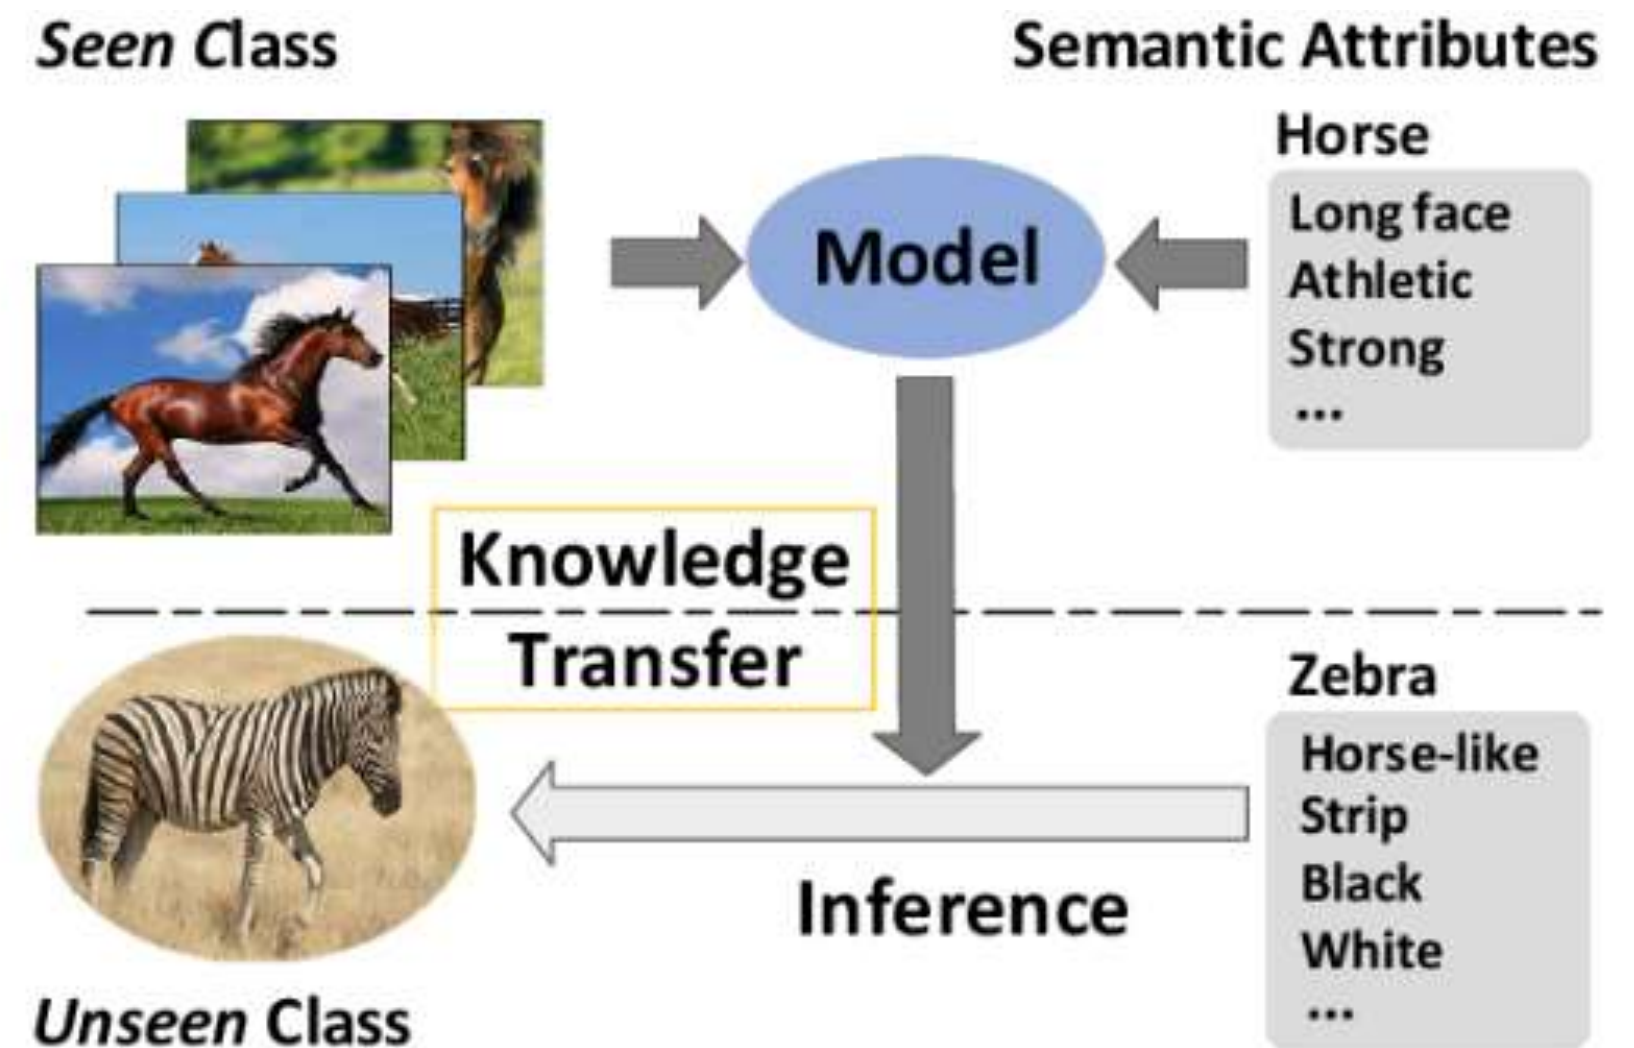 Seen Class
Semantic Attributes
Horse
Long face
Athletic
Strong
...
Model
Knowledge
Transfer
Zebra
Horse-like
Strip
Black
White
...
Inference
Unseen Class